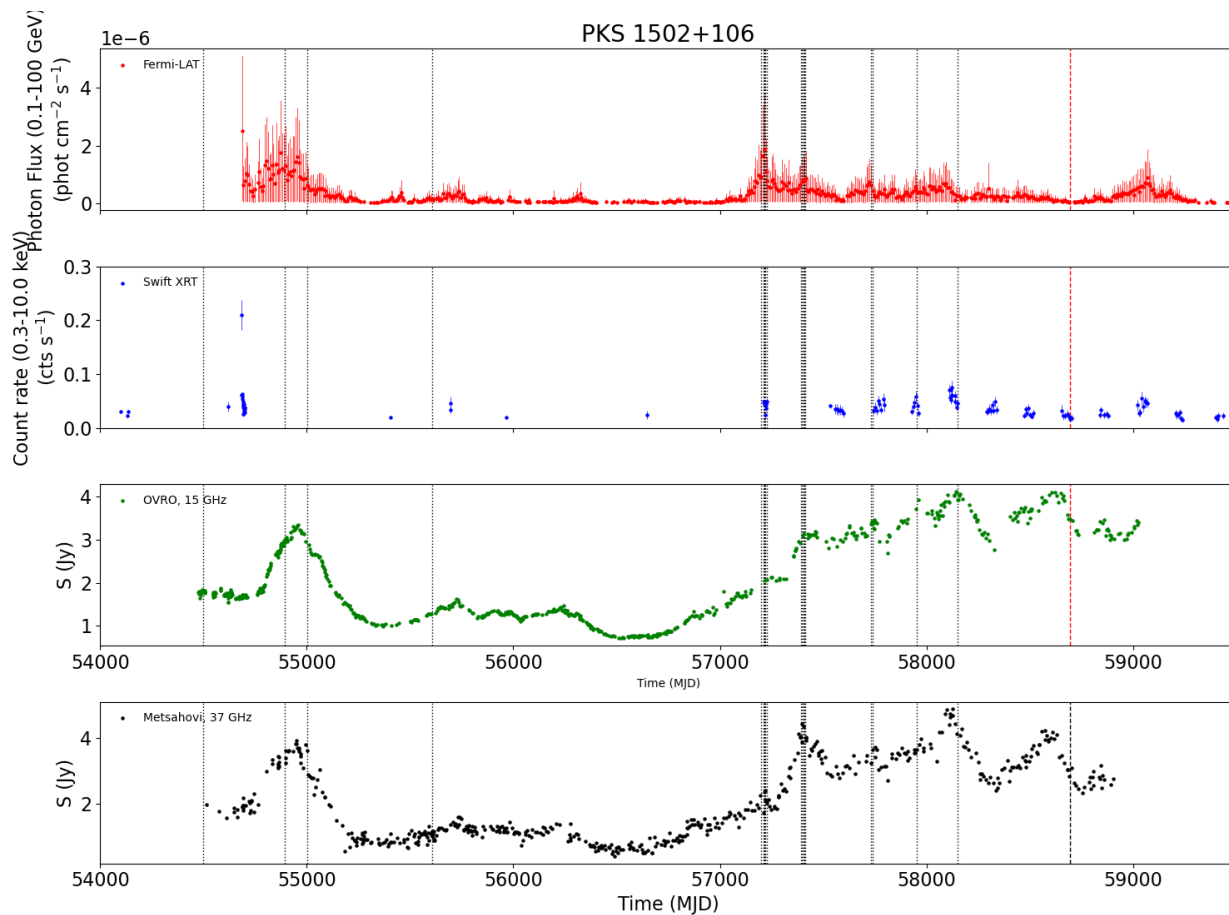 PKS 1502+106
1e−6
Photon Flux (0.1-100 GeV)
(phot cm⁻² s⁻¹)
4
2
0
Fermi-LAT
Count rate (0.3-10.0 keV)
(cts s⁻¹)
0.3
0.2
0.1
0.0
Swift XRT
S (Jy)
4
3
2
1
OVRO, 15 GHz
54000 55000 56000 57000 58000 59000
Time (MJD)
S (Jy)
4
2
Metsahovi, 37 GHz
54000 55000 56000 57000 58000 59000
Time (MJD)